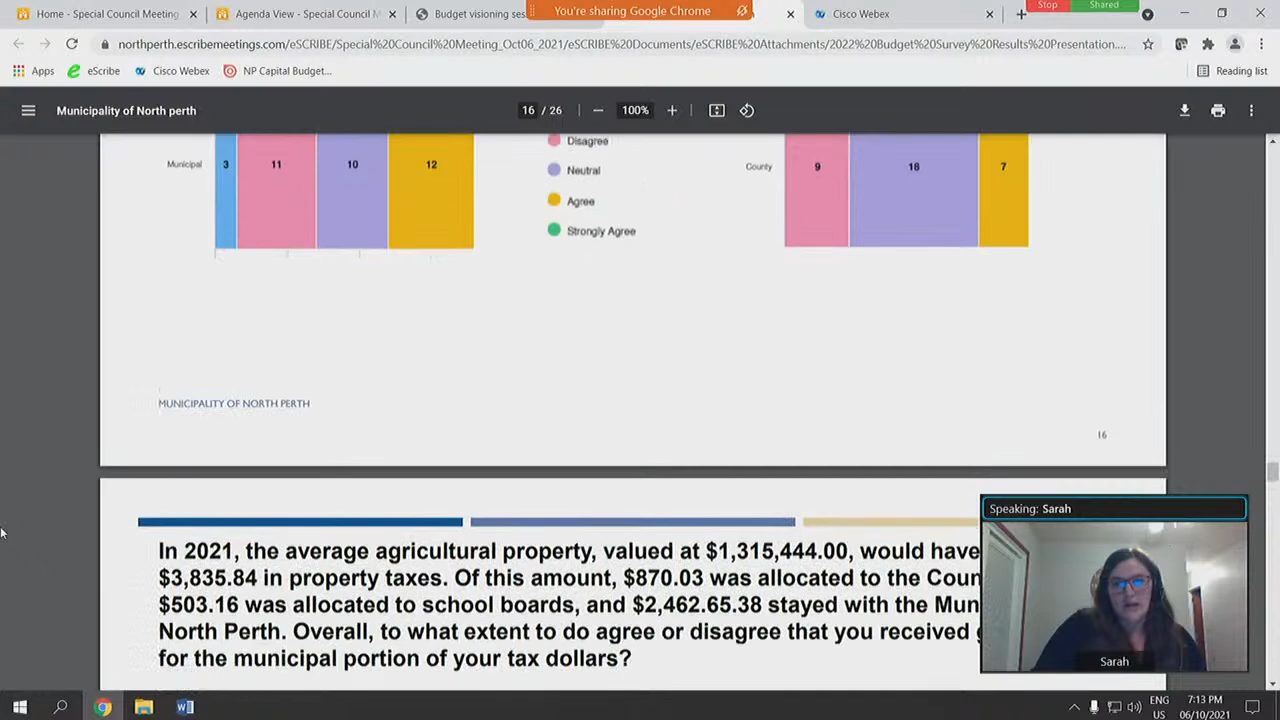 Home - Special Council Meeting
Agenda View - Special Council M
Budget visioning ses
You're sharing Google Chrome
Cisco Webex
Stop
Shared
northperth.escribemeetings.com/eSCRIBE/Special%20Council%20Meeting_Oct06_2021/eSCRIBE%20Documents/eSCRIBE%20Attachments/2022%20Budget%20Survey%20Results%20Presentation....
Apps
eScribe
Cisco Webex
NP Capital Budget...
Reading list
Municipality of North perth
16 / 26
100%
Disagree
Municipal
3
11
10
12
Neutral
County
9
18
7
Agree
Strongly Agree
MUNICIPALITY OF NORTH PERTH
16
In 2021, the average agricultural property, valued at $1,315,444.00, would have
$3,835.84 in property taxes. Of this amount, $870.03 was allocated to the Coun
$503.16 was allocated to school boards, and $2,462.65.38 stayed with the Mun
North Perth. Overall, to what extent to do agree or disagree that you received
for the municipal portion of your tax dollars?
Speaking: Sarah
Sarah
ENG
US
7:13 PM
06/10/2021